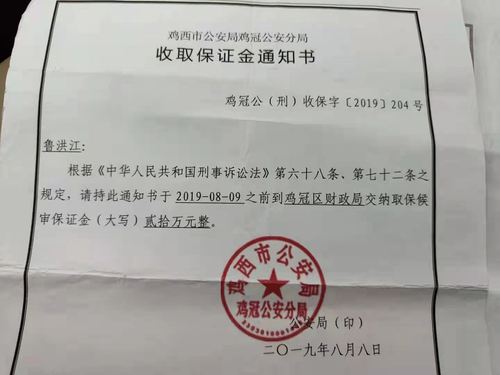 鸡西市公安局鸡冠公安分局
收取保证金通知书
鸡冠公（刑）收保字〔2019〕204号
鲁洪江：
根据《中华人民共和国刑事诉讼法》第六十八条、第七十二条之
规定，请持此通知书于 2019-08-09 之前到鸡冠区财政局交纳取保候
审保证金（大写）贰拾万元整。
鸡西市公安局
鸡冠公安分局
公安局（印）
二〇一九年八月八日